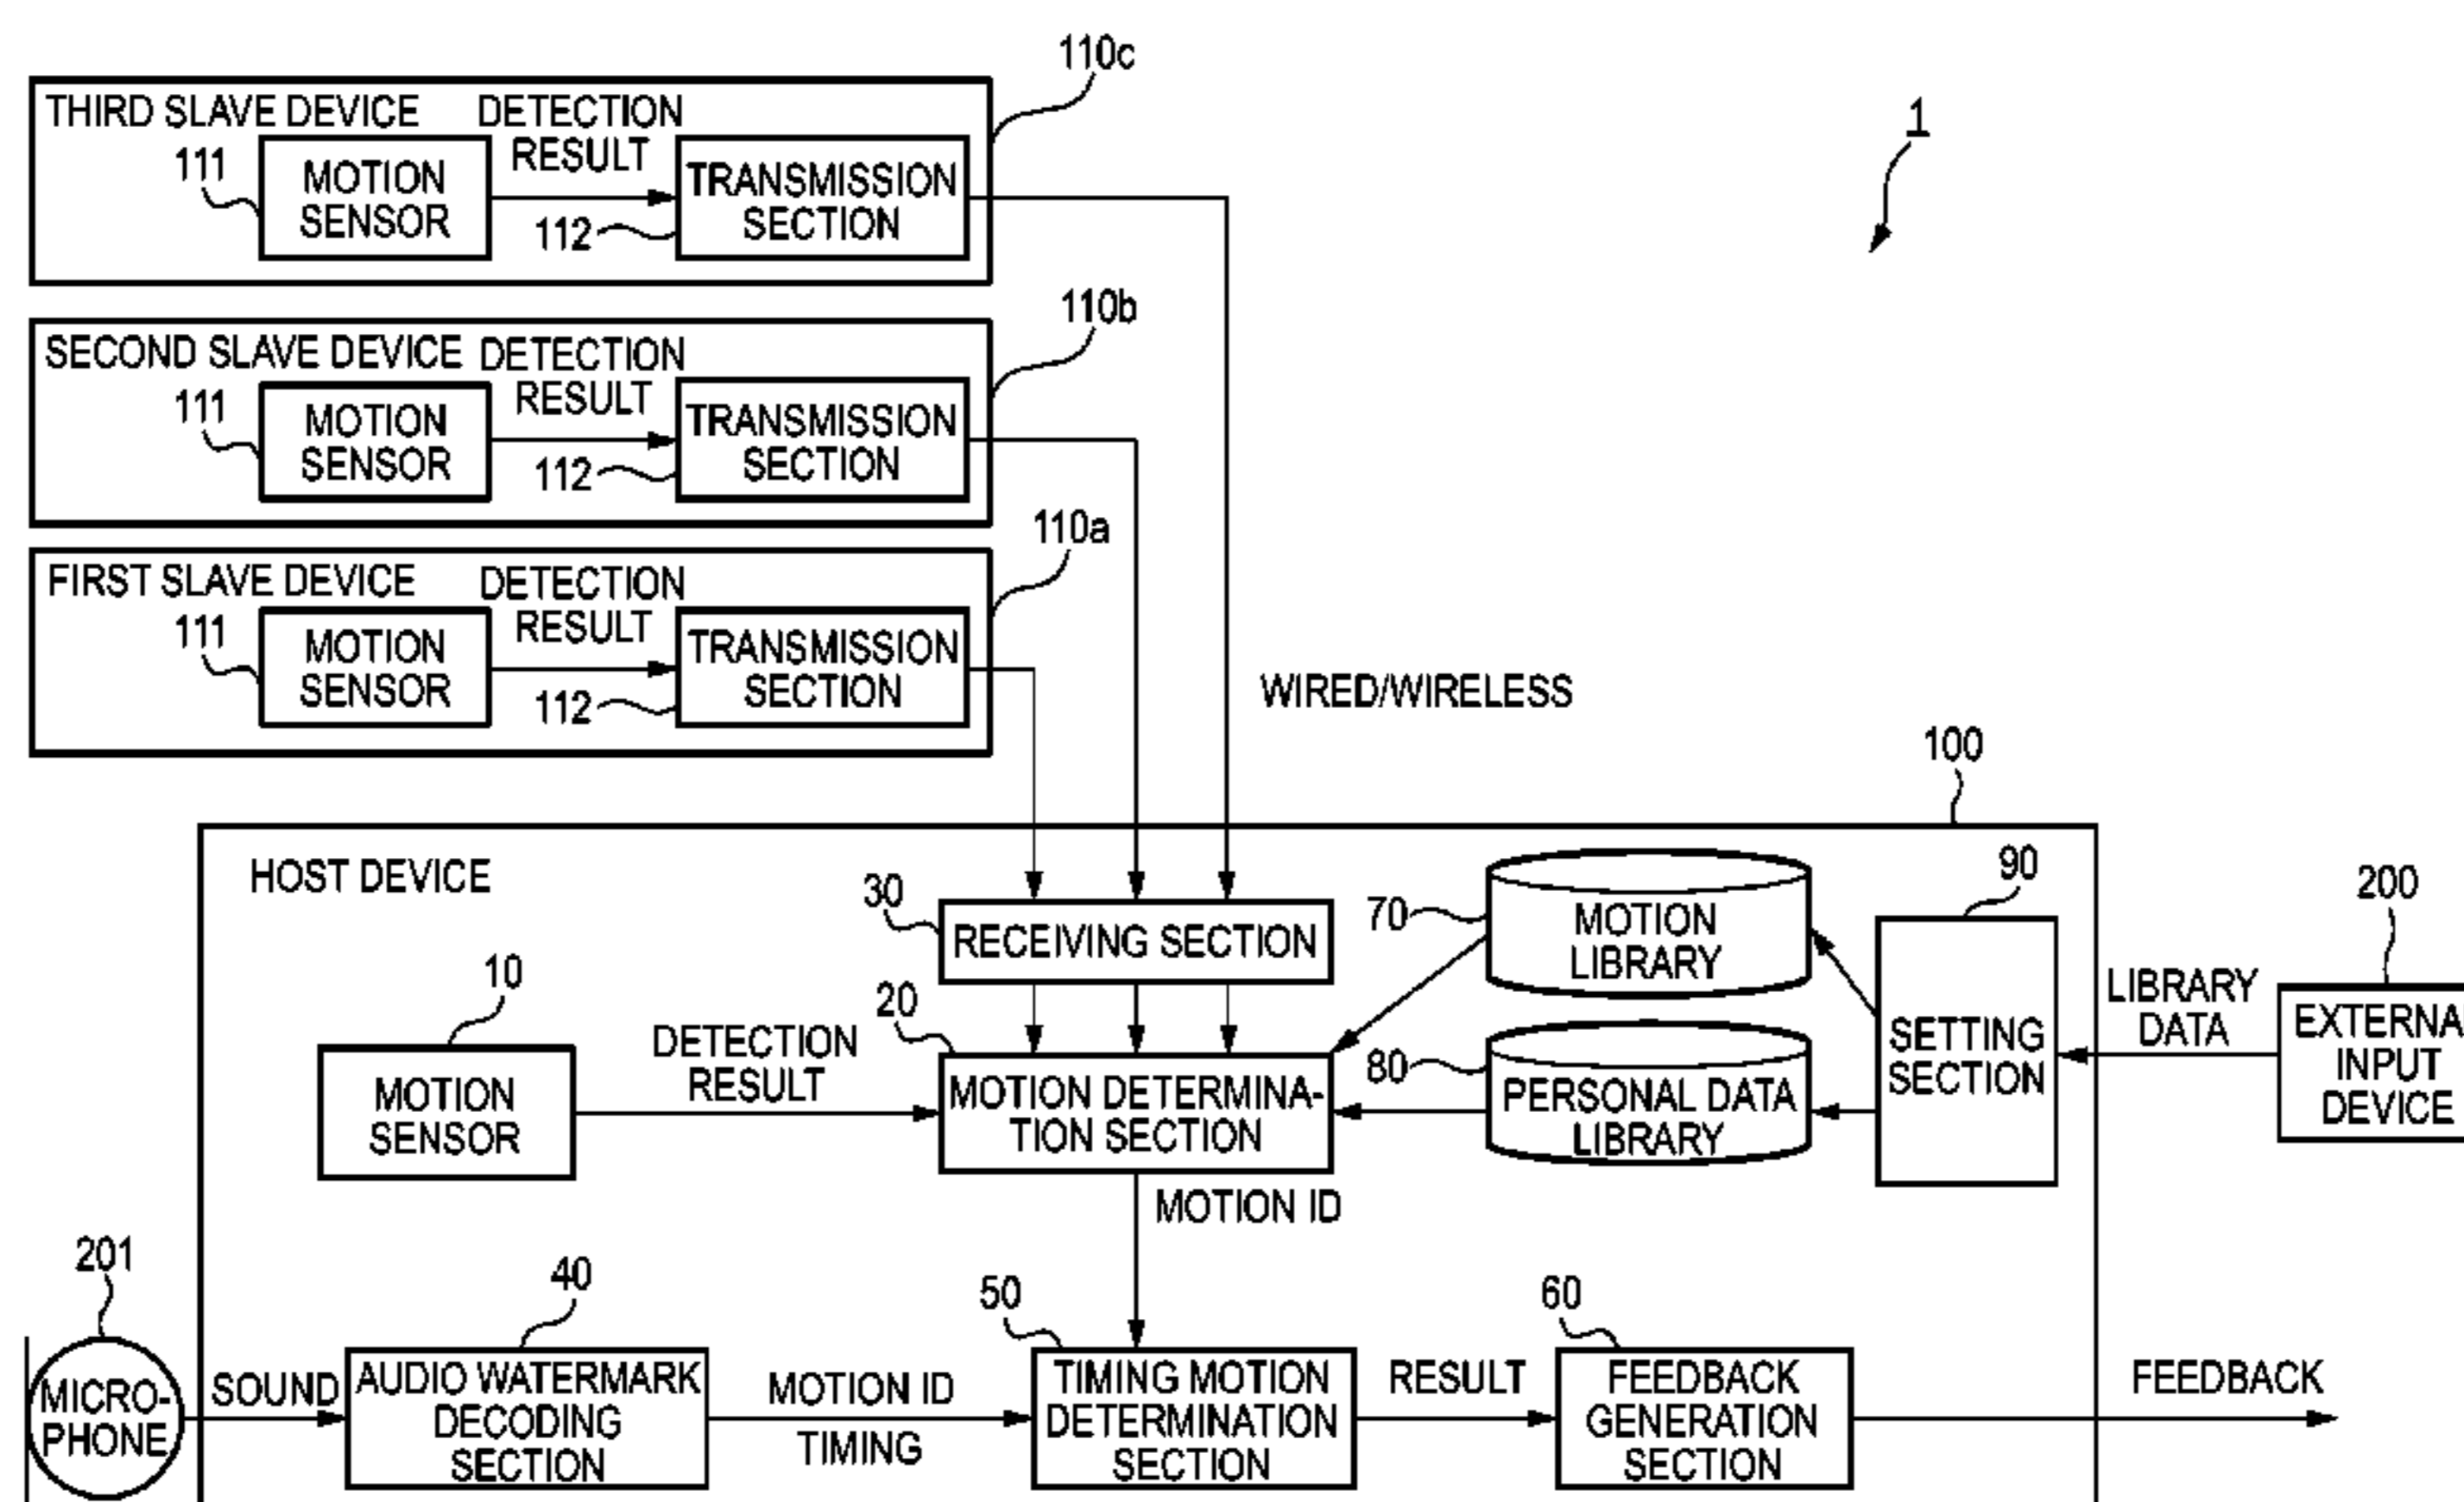 110c
THIRD SLAVE DEVICE
DETECTION
RESULT
111
MOTION
SENSOR
112
TRANSMISSION
SECTION
1
110b
SECOND SLAVE DEVICE
DETECTION
RESULT
111
MOTION
SENSOR
112
TRANSMISSION
SECTION
110a
FIRST SLAVE DEVICE
DETECTION
RESULT
111
MOTION
SENSOR
112
TRANSMISSION
SECTION
WIRED/WIRELESS
100
HOST DEVICE
30
RECEIVING SECTION
70
MOTION
LIBRARY
90
SETTING
SECTION
200
LIBRARY
DATA
EXTERNA
INPUT
DEVICE
10
MOTION
SENSOR
DETECTION
RESULT
20
MOTION DETERMINA-
TION SECTION
80
PERSONAL DATA
LIBRARY
MOTION ID
201
MICRO-
PHONE
SOUND
40
AUDIO WATERMARK
DECODING
SECTION
MOTION ID
TIMING
50
TIMING MOTION
DETERMINATION
SECTION
RESULT
60
FEEDBACK
GENERATION
SECTION
FEEDBACK